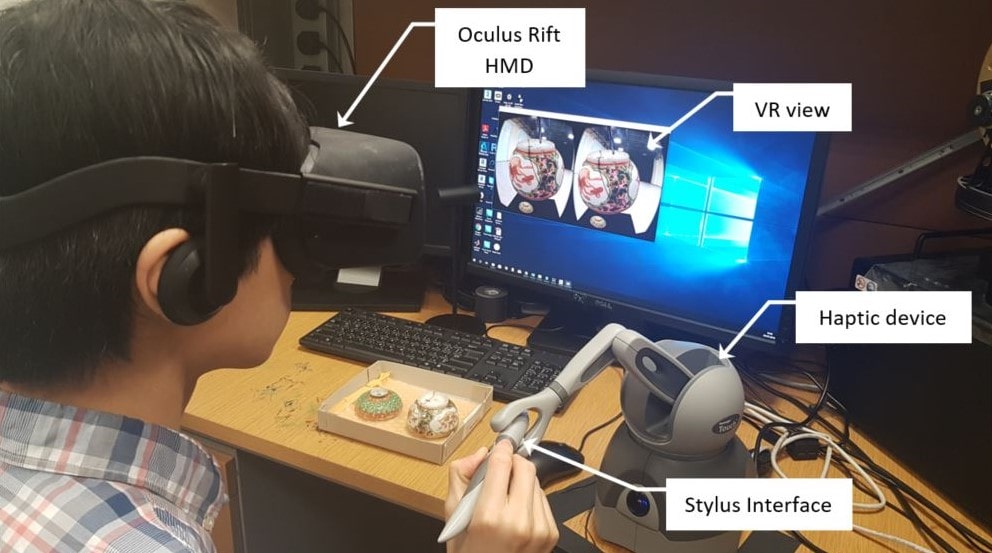 Oculus Rift
HMD
VR view
Haptic device
Touch
Stylus Interface